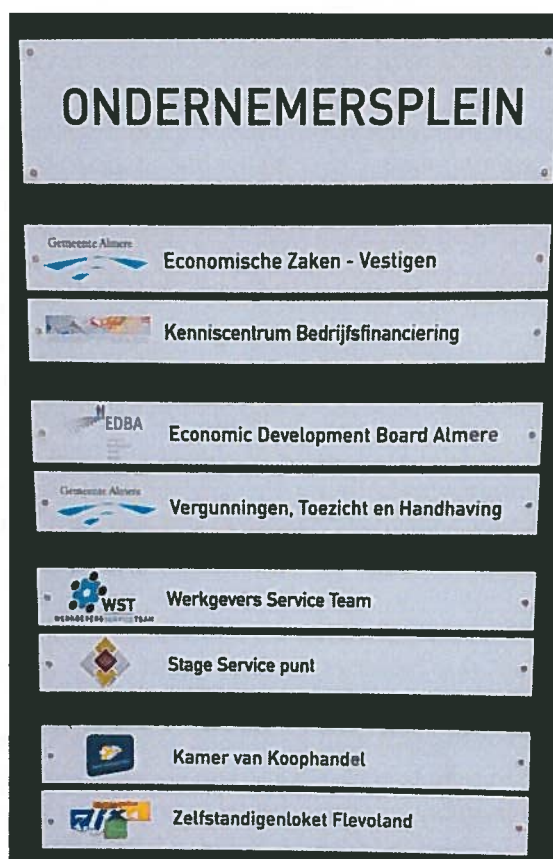 ONDERNEMERSPLEIN
Gemeente Almere
Economische Zaken - Vestigen
Kenniscentrum Bedrijfsfinanciering
EDBA
Economic Development Board Almere
Gemeente Almere
Vergunningen, Toezicht en Handhaving
WST
WERKGEVERSSERVICETEAM
Werkgevers Service Team
Stage Service punt
Kamer van Koophandel
Zelfstandigenloket Flevoland